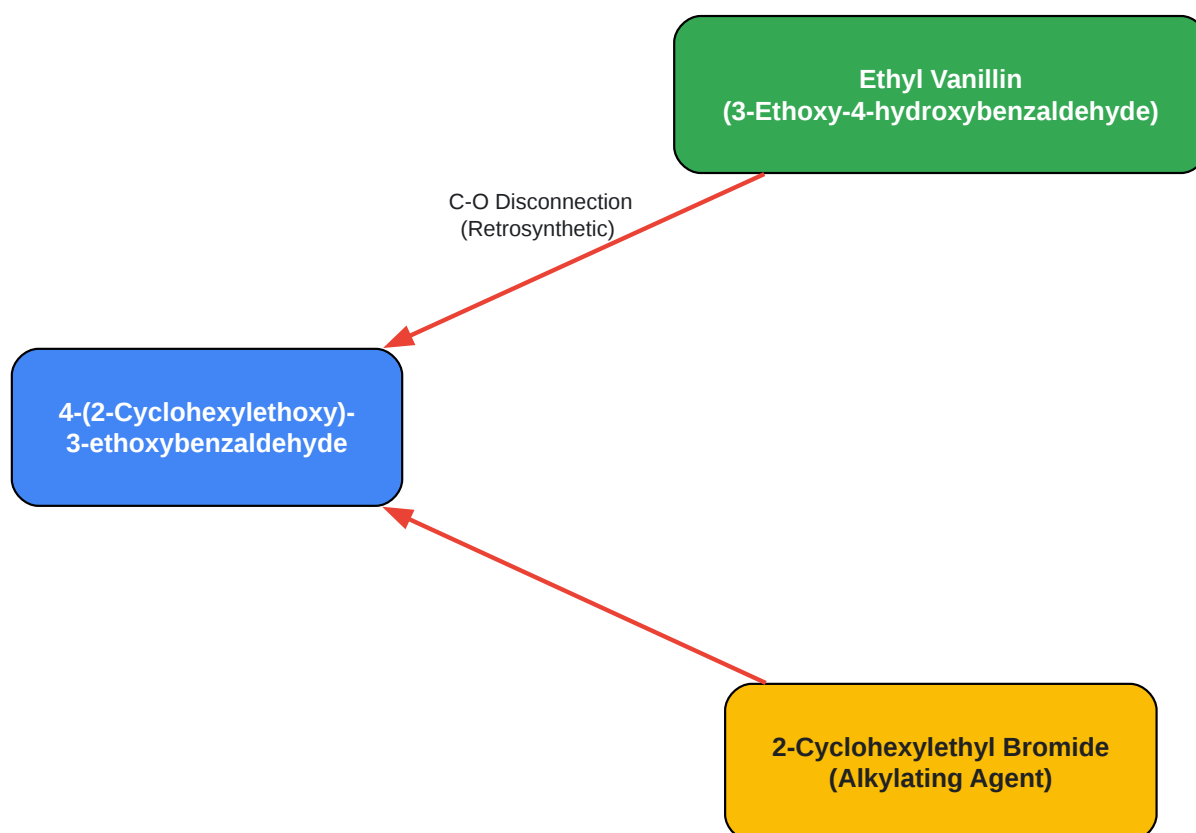 Ethyl Vanillin
(3-Ethoxy-4-hydroxybenzaldehyde)
C-O Disconnection
(Retrosynthetic)
4-(2-Cyclohexylethoxy)-
3-ethoxybenzaldehyde
2-Cyclohexylethyl Bromide
(Alkylating Agent)